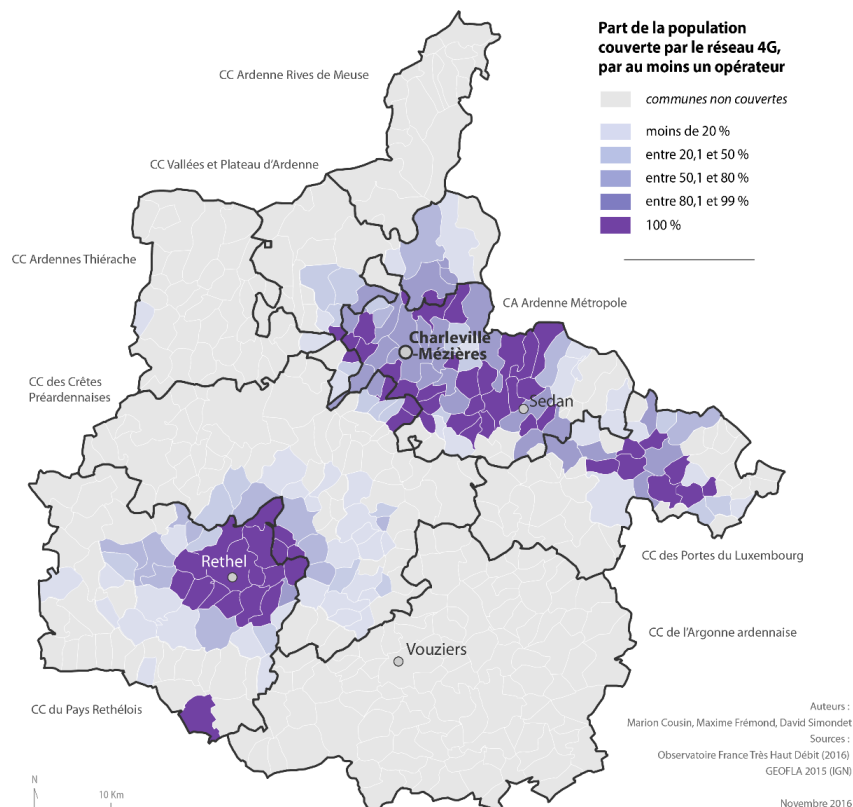 Part de la population
couverte par le réseau 4G,
par au moins un opérateur
communes non couvertes
moins de 20 %
entre 20,1 et 50 %
entre 50,1 et 80 %
entre 80,1 et 99 %
100 %
CC Ardenne Rives de Meuse
CC Vallées et Plateau d'Ardenne
CC Ardennes Thiérache
CA Ardenne Métropole
Charleville
-Mézières
CC des Crêtes
Préardennaises
Sedan
Rethel
CC des Portes du Luxembourg
CC de l'Argonne ardennaise
Vouziers
CC du Pays Rethélois
Auteurs :
Marion Cousin, Maxime Frémond, David Simondet
Sources :
Observatoire France Très Haut Débit (2016)
GEOFLA 2015 (IGN)
N
10 Km
Novembre 2016